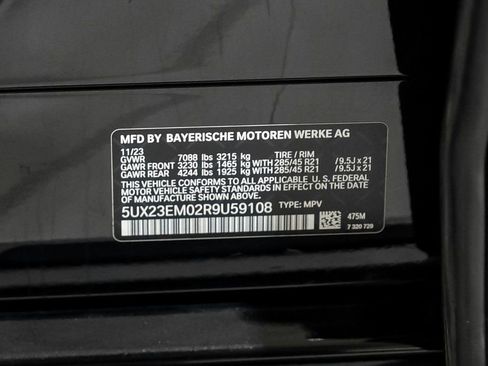 MFD BY BAYERISCHE MOTOREN WERKE AG
11/23 TIRE / RIM
GVWR 7088 lbs 3215 kg
GAWR FRONT 3230 lbs 1465 kg WITH 285/45 R21 / 9.5J x 21
GAWR REAR 4244 lbs 1925 kg WITH 285/45 R21 / 9.5J x 21
THIS VEHICLE CONFORMS TO ALL APPLICABLE U. S. FEDERAL
MOTOR VEHICLE SAFETY STANDARDS IN EFFECT ON THE DATE OF
MANUFACTURE SHOWN ABOVE.
5UX23EM02R9U59108 TYPE: MPV
475M
7 320 729